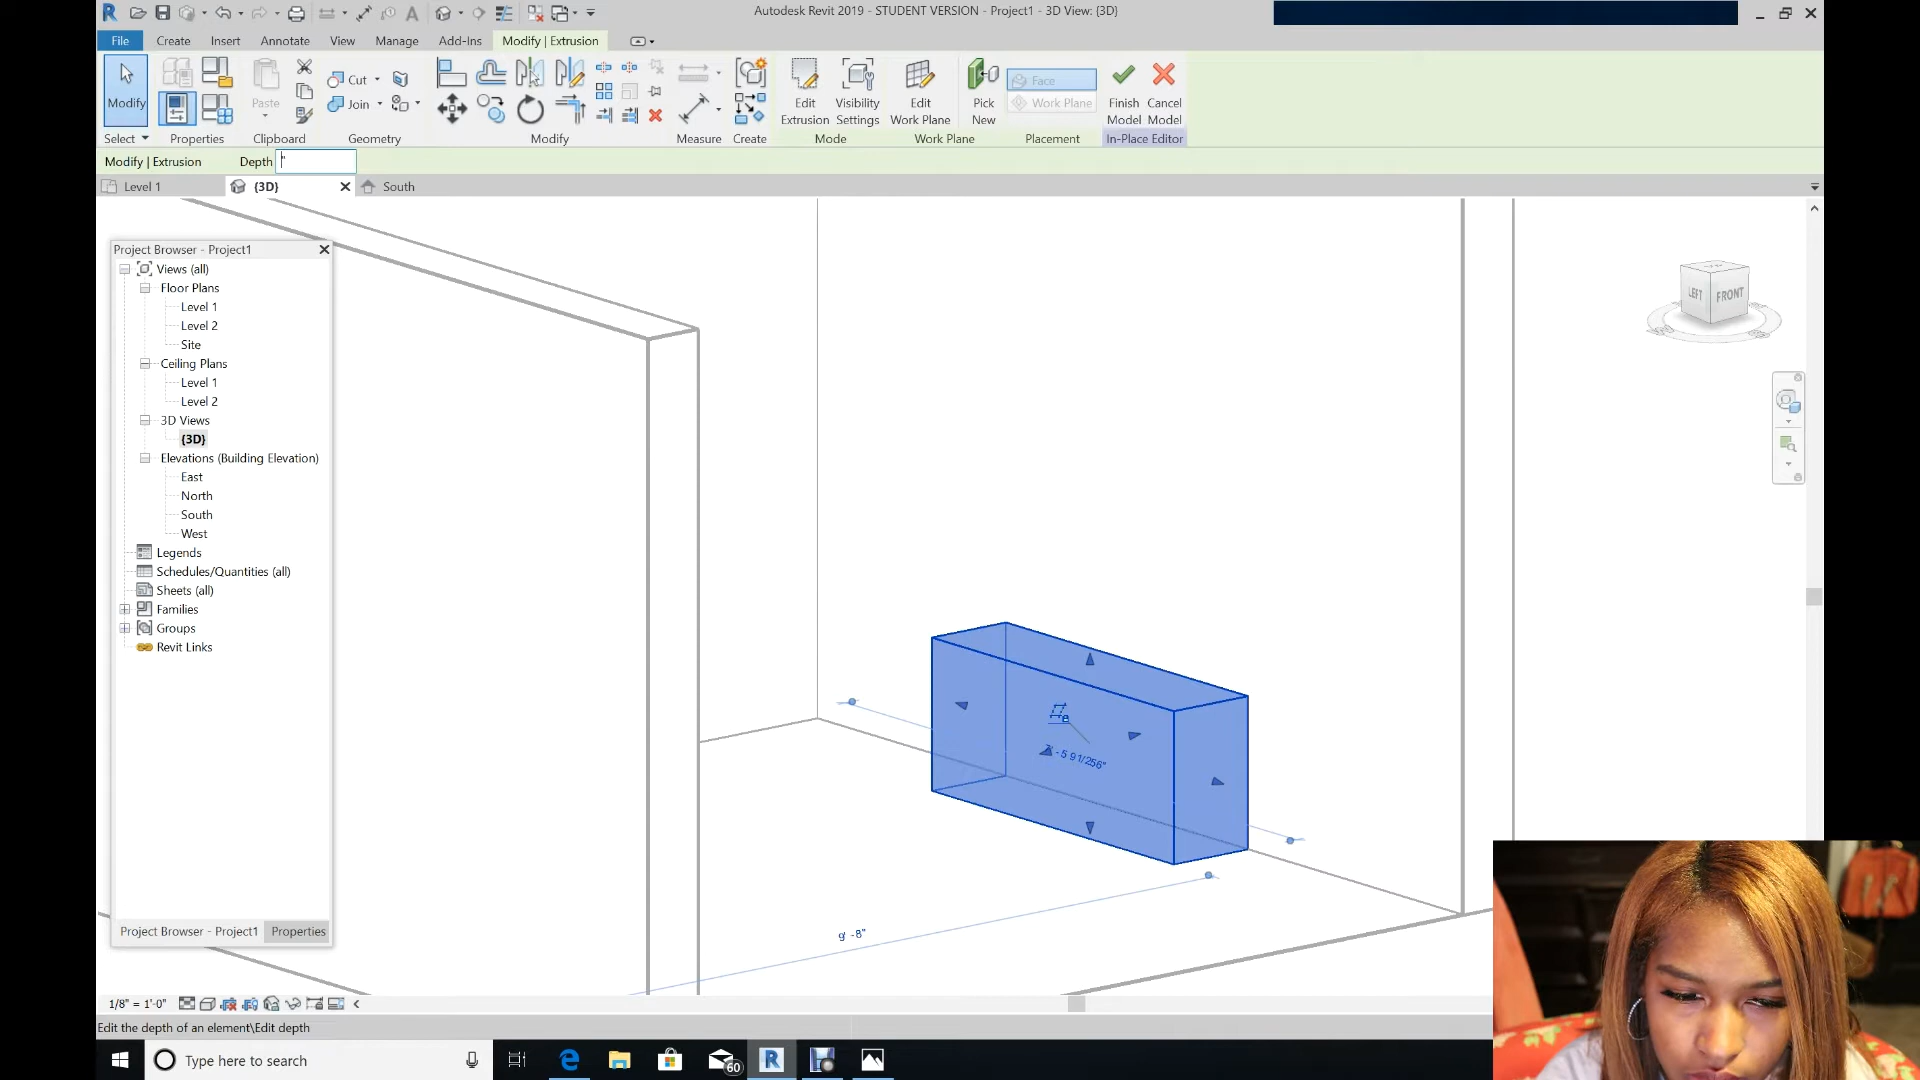 Autodesk Revit 2019 - STUDENT VERSION - Project1 - 3D View: {3D}
File Create Insert Annotate View Manage Add-Ins Modify | Extrusion
Modify
Paste
Cut
Join
Edit Extrusion
Visibility Settings
Edit Work Plane
Pick New
Face
Work Plane
Finish Model
Cancel Model
Select Properties Clipboard Geometry Modify Measure Create Mode Work Plane Placement In-Place Editor
Modify | Extrusion Depth "
Level 1 {3D} South
Project Browser - Project1
Views (all)
Floor Plans
Level 1
Level 2
Site
Ceiling Plans
Level 1
Level 2
3D Views
{3D}
Elevations (Building Elevation)
East
North
South
West
Legends
Schedules/Quantities (all)
Sheets (all)
Families
Groups
Revit Links
Project Browser - Project1 Properties
LEFT FRONT
- 5 91/256"
9' -8"
1/8" = 1'-0"
Edit the depth of an element\Edit depth
Type here to search
60